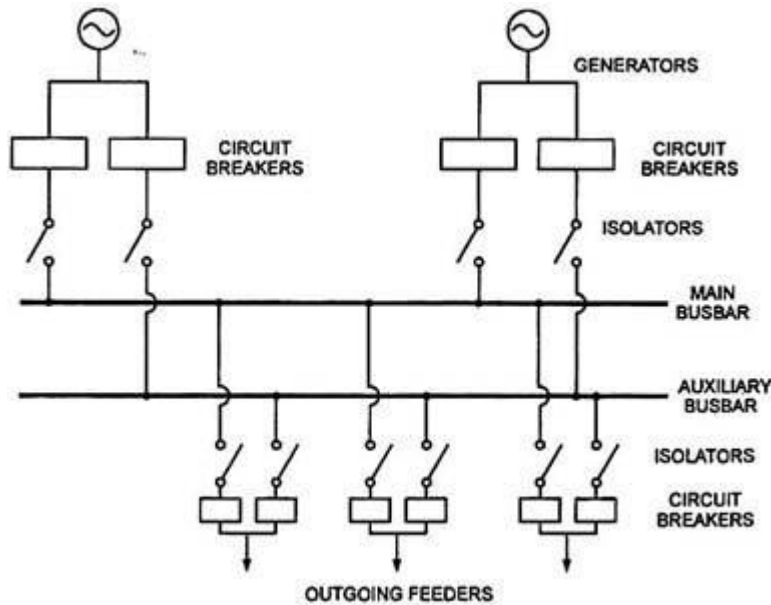 GENERATORS
CIRCUIT
BREAKERS
CIRCUIT
BREAKERS
ISOLATORS
MAIN
BUSBAR
AUXILIARY
BUSBAR
ISOLATORS
CIRCUIT
BREAKERS
OUTGOING FEEDERS